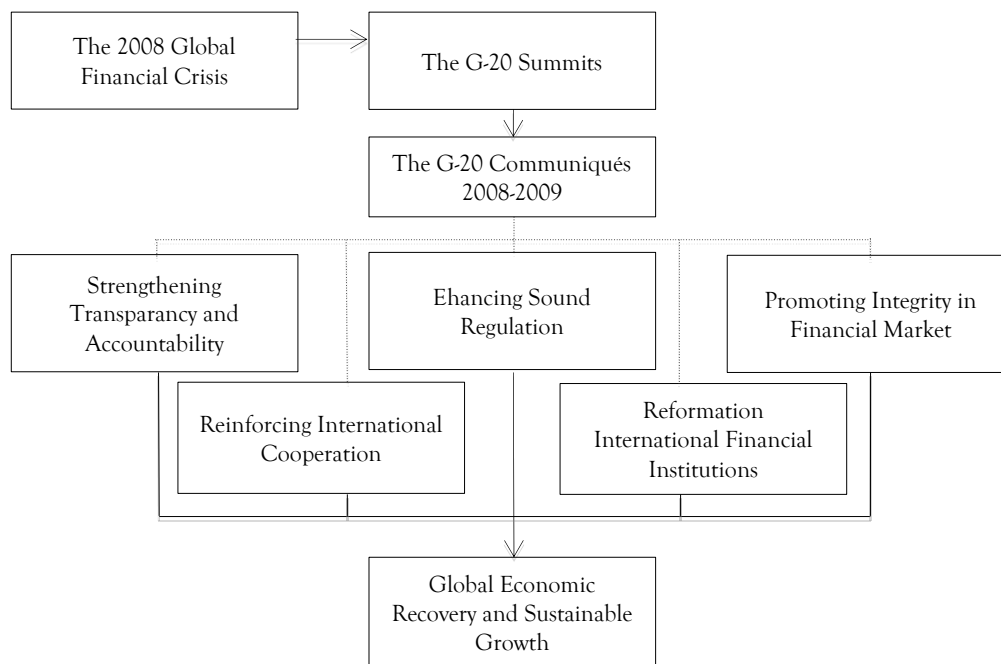 The 2008 Global
Financial Crisis
The G-20 Summits
The G-20 Communiqués
2008-2009
Strengthening
Transparancy and
Accountability
Ehancing Sound
Regulation
Promoting Integrity in
Financial Market
Reinforcing International
Cooperation
Reformation
International Financial
Institutions
Global Economic
Recovery and Sustainable
Growth